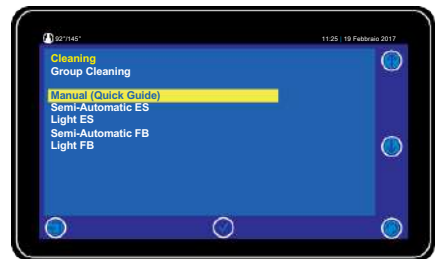 92°/145° 11:25 | 19 Febbraio 2017
Cleaning
Group Cleaning
Manual (Quick Guide)
Semi-Automatic ES
Light ES
Semi-Automatic FB
Light FB